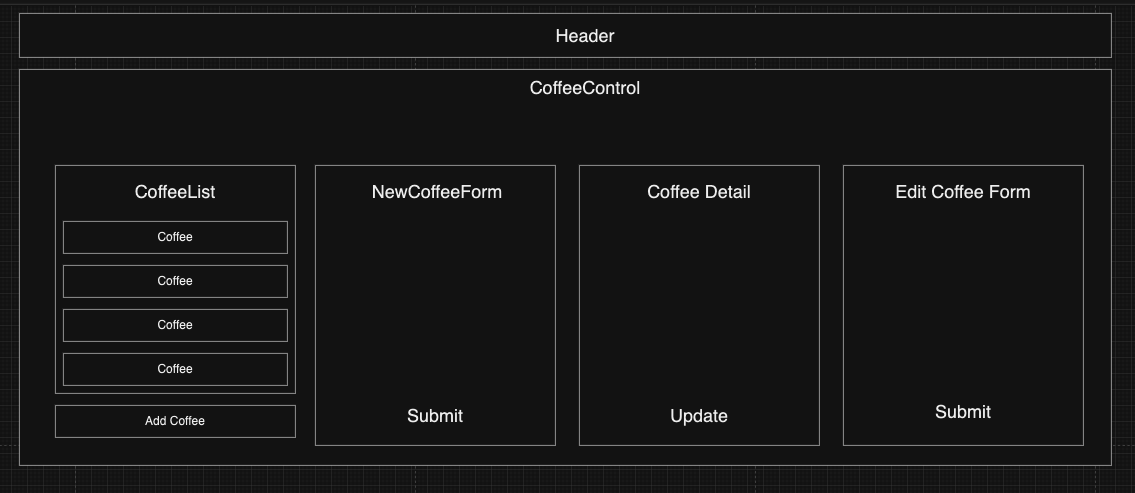 Header
CoffeeControl
CoffeeList
Coffee
Coffee
Coffee
Coffee
Add Coffee
NewCoffeeForm
Submit
Coffee Detail
Update
Edit Coffee Form
Submit